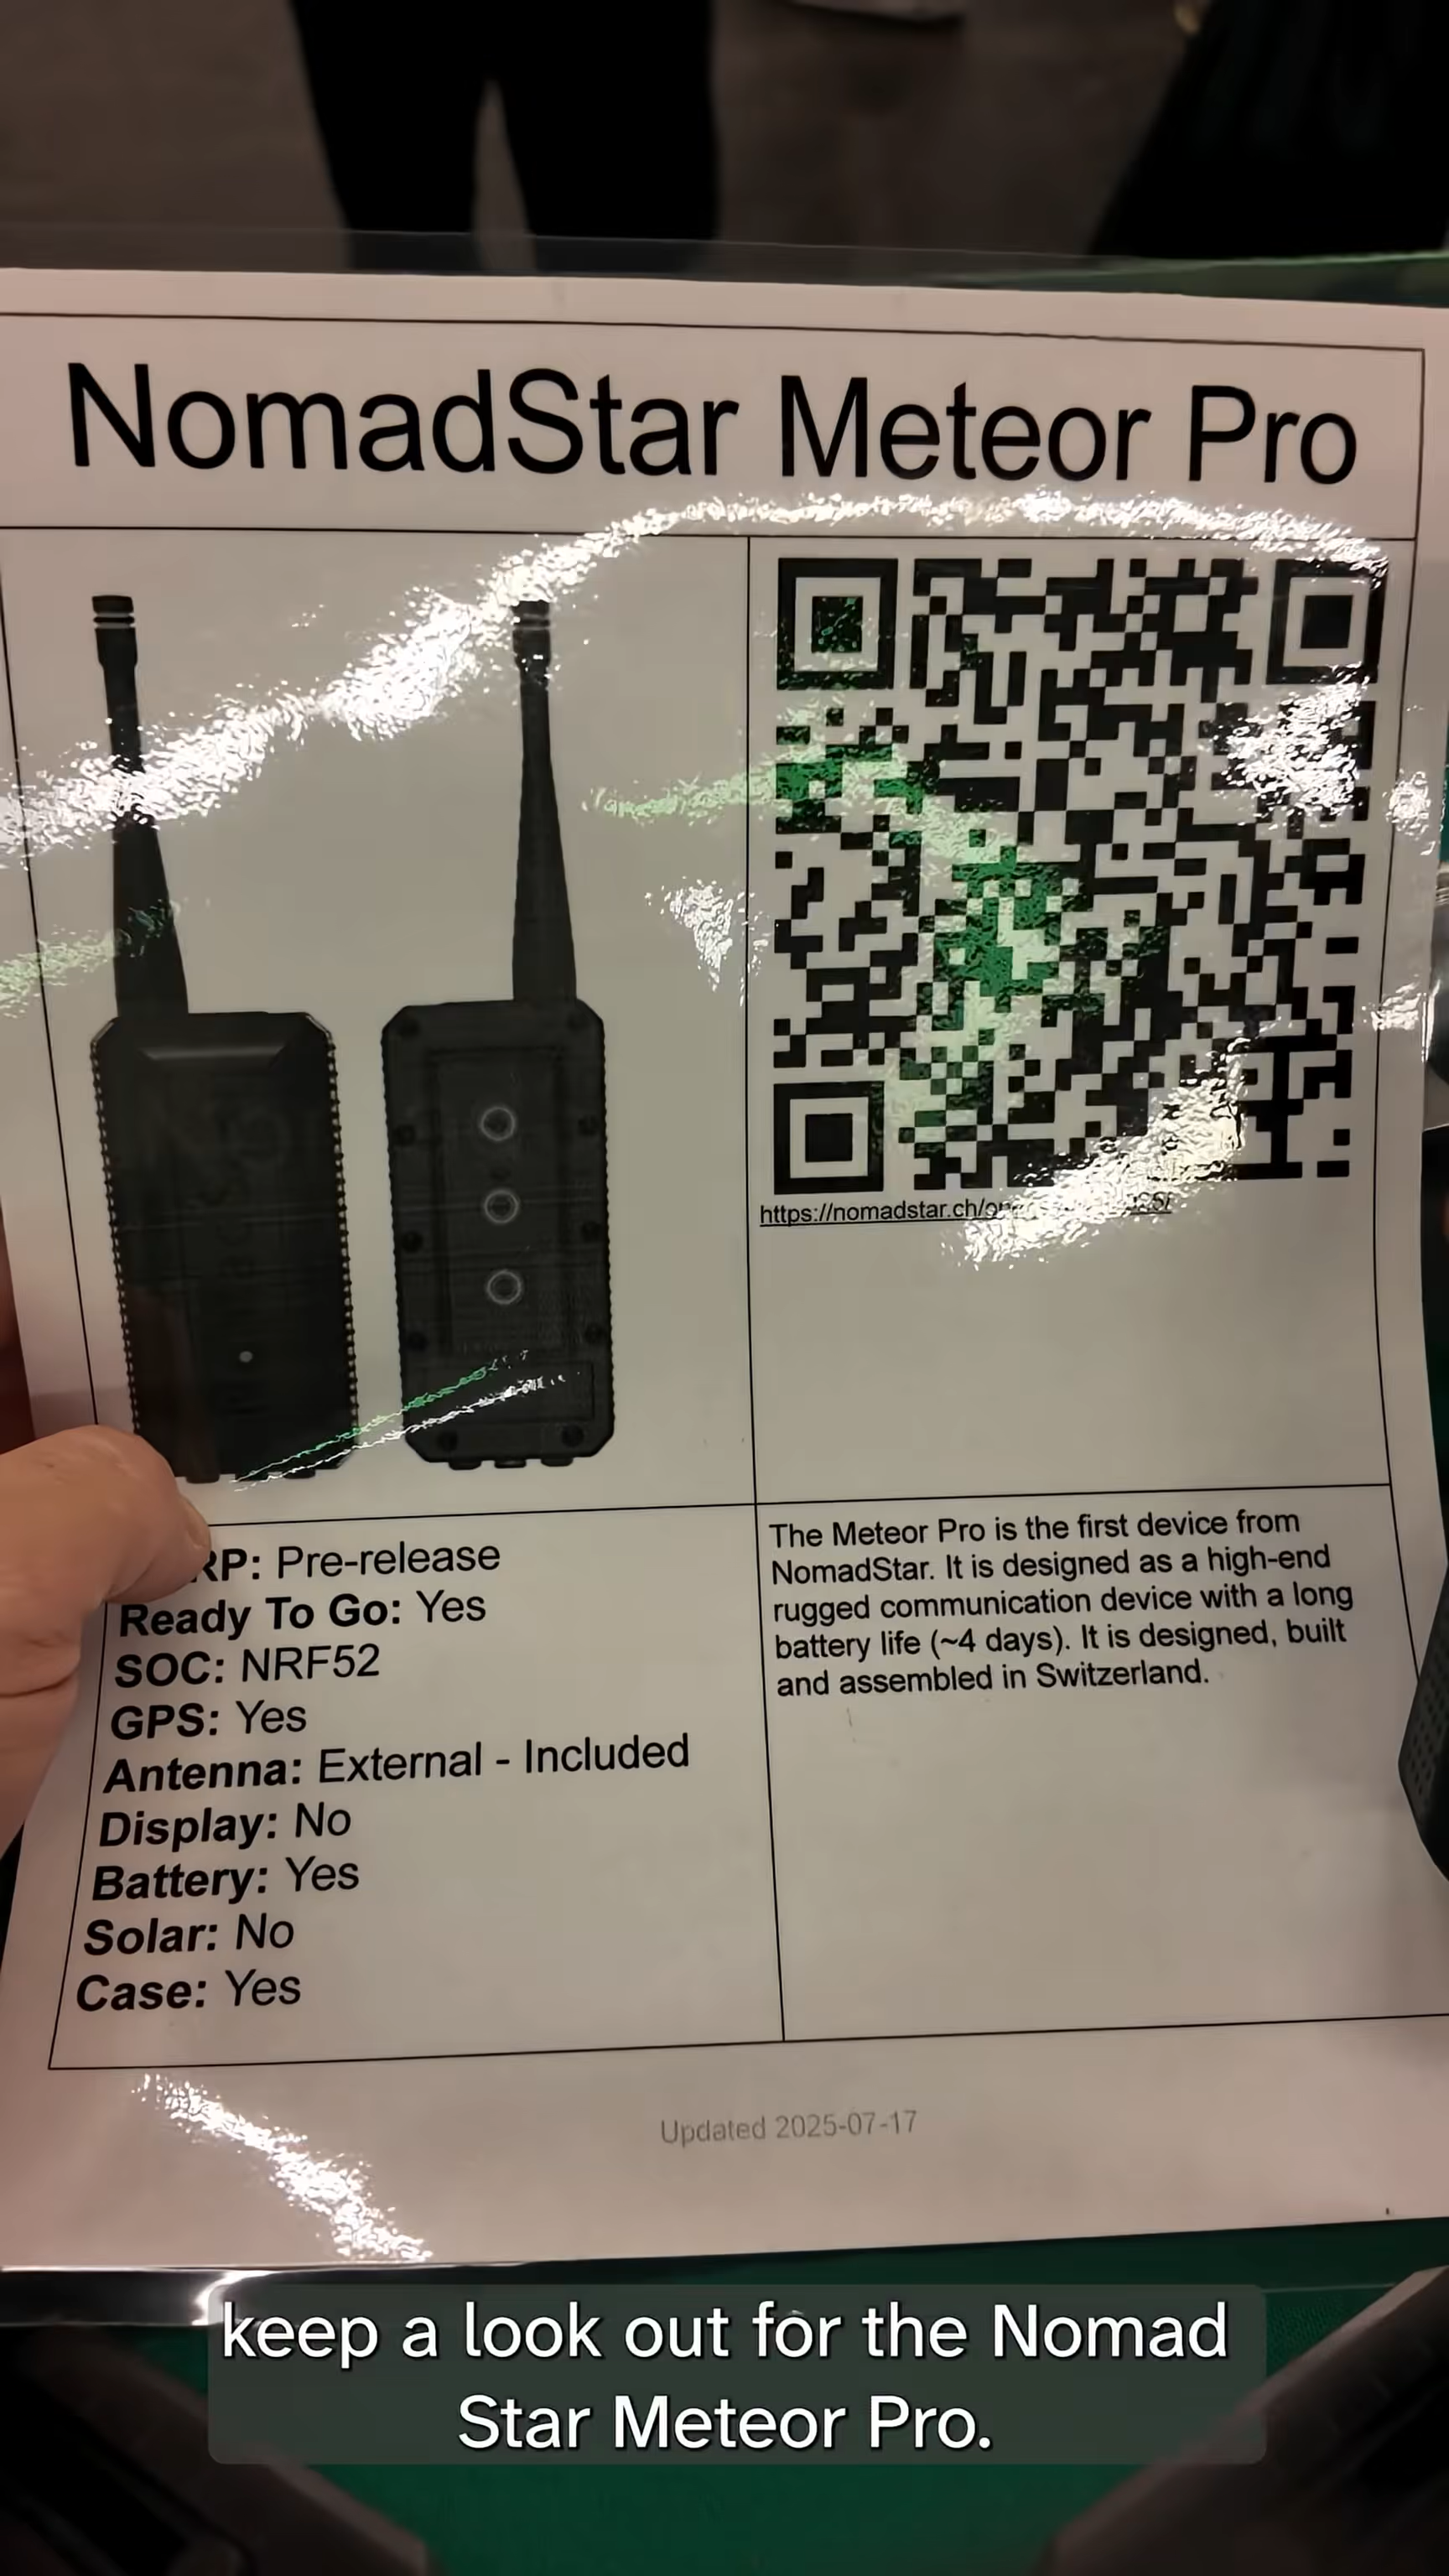 NomadStar Meteor Pro
https://nomadstar.ch/
RP: Pre-release
Ready To Go: Yes
SOC: NRF52
GPS: Yes
Antenna: External - Included
Display: No
Battery: Yes
Solar: No
Case: Yes
The Meteor Pro is the first device from
NomadStar. It is designed as a high-end
rugged communication device with a long
battery life (~4 days). It is designed, built
and assembled in Switzerland.
Updated 2025-07-17
keep a look out for the Nomad
Star Meteor Pro.